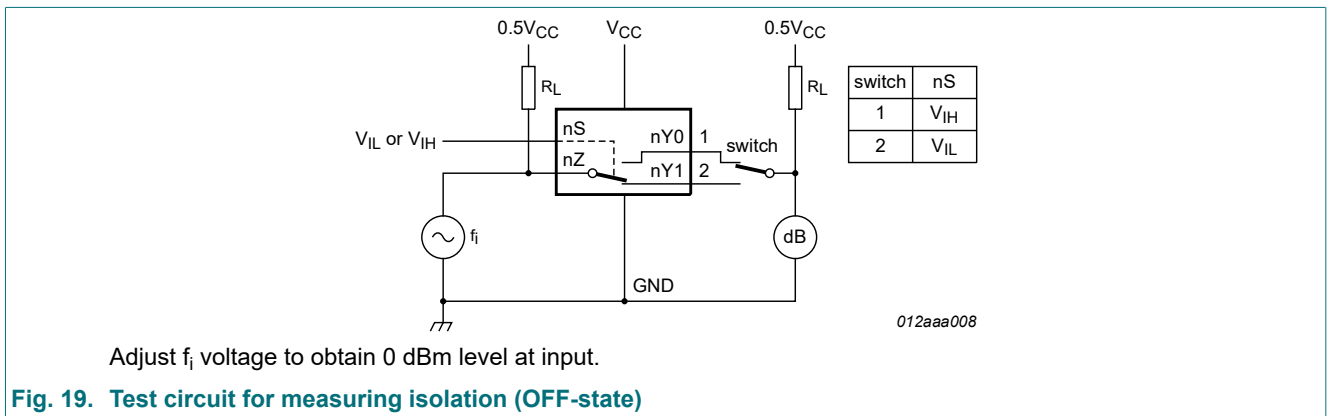 0.5VCC VCC 0.5VCC
RL RL
switch nS
1 VIH
2 VIL
VIL or VIH
nS
nY0 1
switch
nZ
nY1 2
fi
dB
GND
012aaa008
Adjust fi voltage to obtain 0 dBm level at input.
Fig. 19. Test circuit for measuring isolation (OFF-state)